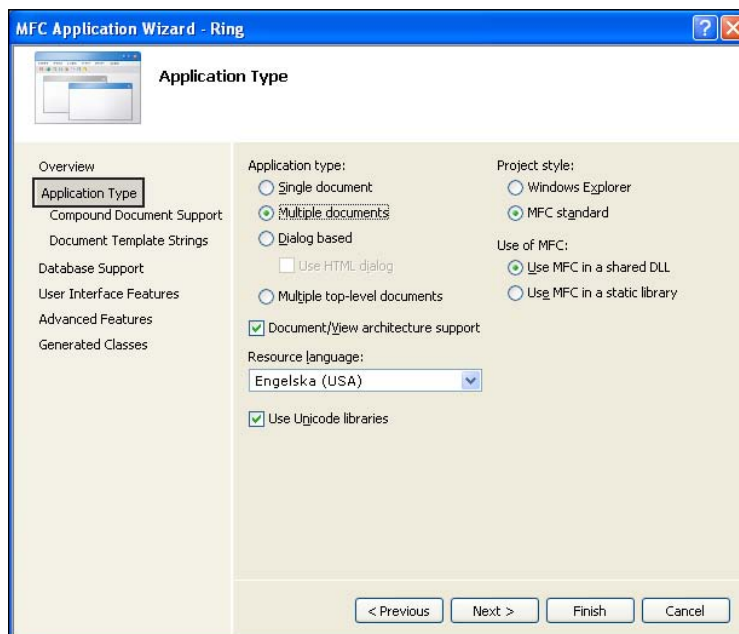 MFC Application Wizard - Ring
Application Type
Overview
Application Type
Compound Document Support
Document Template Strings
Database Support
User Interface Features
Advanced Features
Generated Classes
Application type:
Single document
Multiple documents
Dialog based
Use HTML dialog
Multiple top-level documents
Document/View architecture support
Resource language:
Engelska (USA)
Use Unicode libraries
Project style:
Windows Explorer
MFC standard
Use of MFC:
Use MFC in a shared DLL
Use MFC in a static library
< Previous
Next >
Finish
Cancel